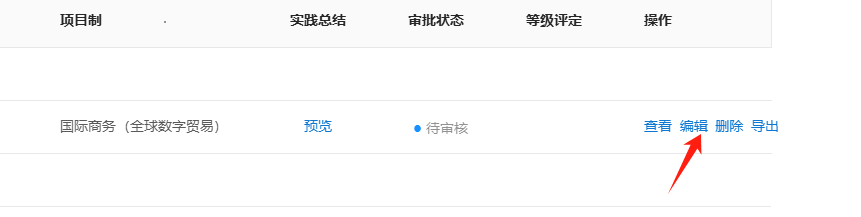 项目制 实践总结 审批状态 等级评定 操作
国际商务（全球数字贸易） 预览 待审核 查看 编辑 删除 导出